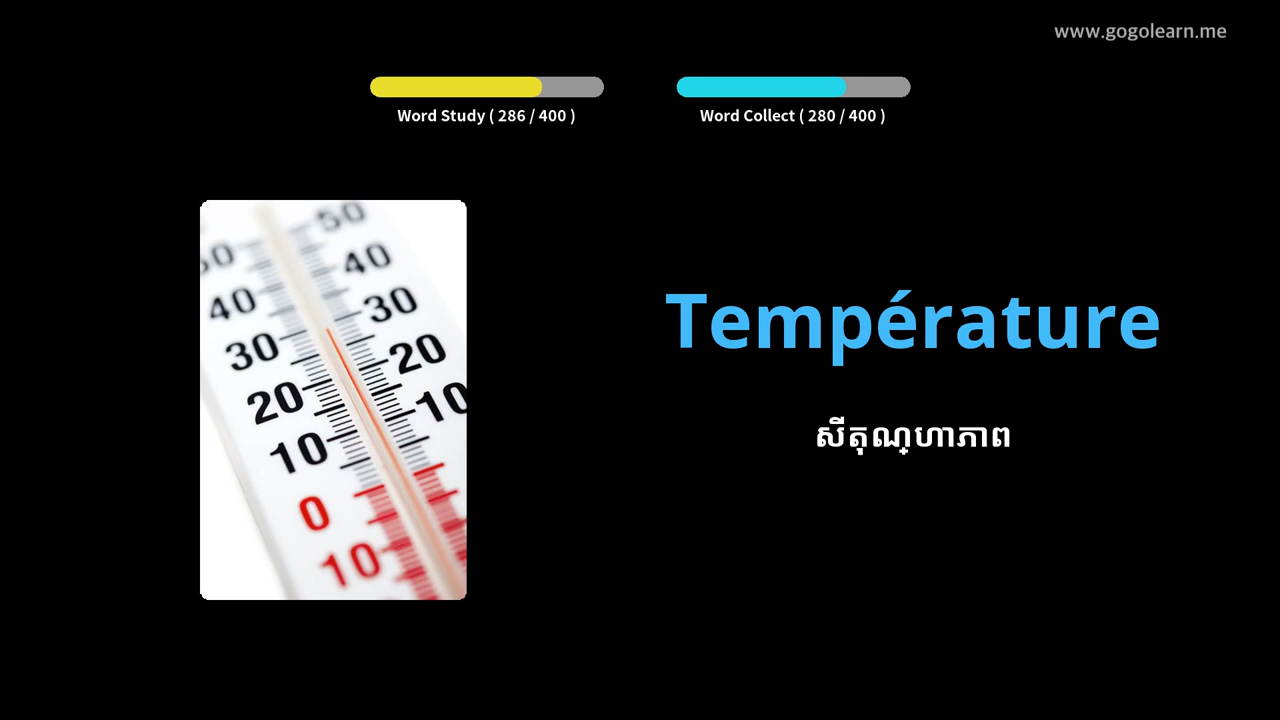 www.gogolearn.me
Word Study ( 286 / 400 )
Word Collect ( 280 / 400 )
50
50
40
40
30
30
20
20
10
10
0
10
Température
សីតុណ្ហាភាព